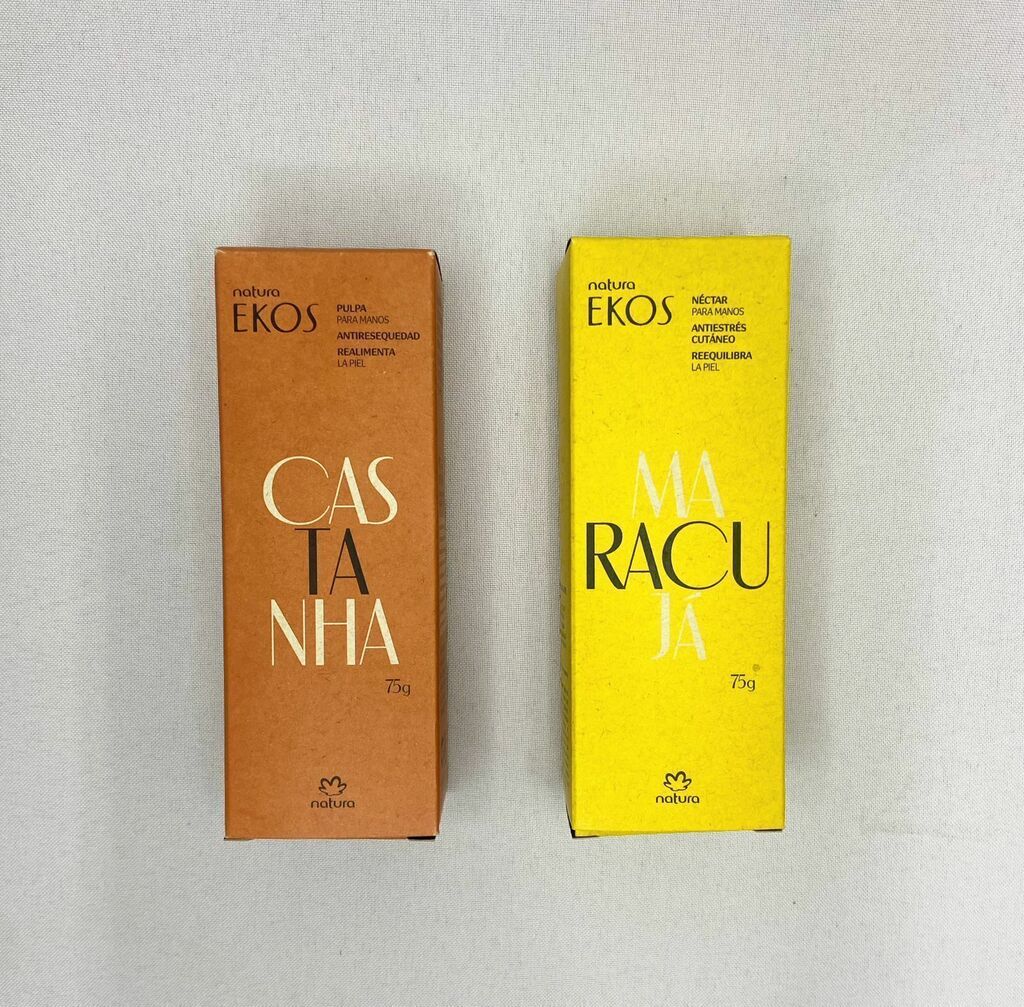 natura
EKOS
PULPA
PARA MANOS
ANTIRESEQUEDAD
REALIMENTA
LA PIEL
CAS
TA
NHA
75g
natura
natura
EKOS
NÉCTAR
PARA MANOS
ANTIESTRÉS
CUTÁNEO
REEQUILIBRA
LA PIEL
MA
RACU
JÁ
75g
natura